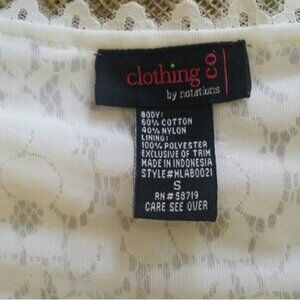 clothing co
by notations
BODY:
60% COTTON
40% NYLON
LINING:
100% POLYESTER
EXCLUSIVE OF TRIM
MADE IN INDONESIA
STYLE#HLAB0021
S
RN#58719
CARE SEE OVER